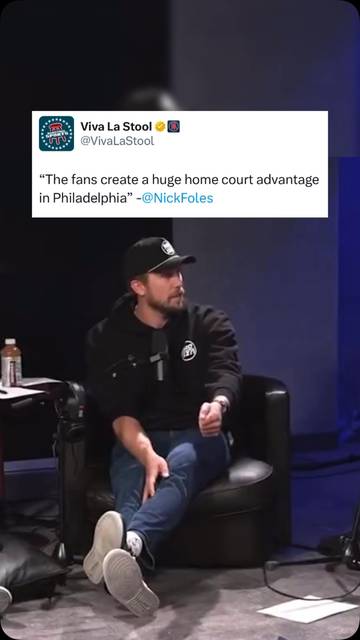 Viva La Stool
@VivaLaStool
“The fans create a huge home court advantage
in Philadelphia” -@NickFoles